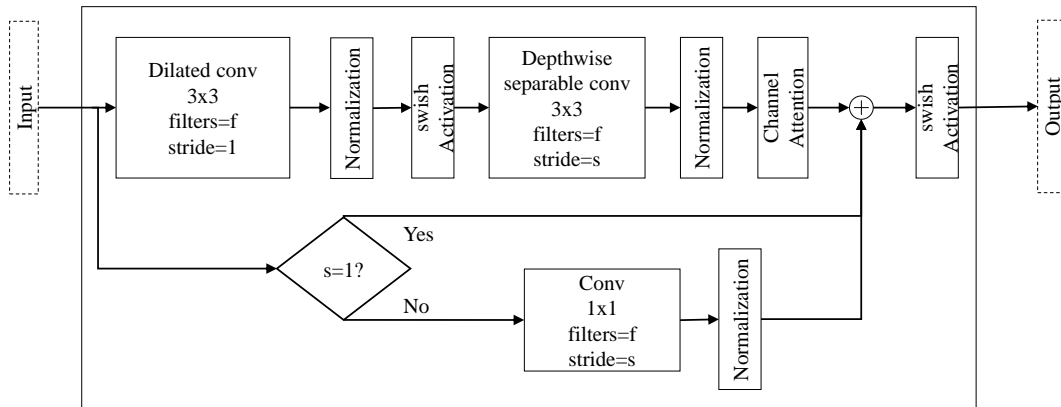 Input
Dilated conv
3x3
filters=f
stride=1
Normalization
swish
Activation
Depthwise
separable conv
3x3
filters=f
stride=s
Normalization
Channel
Attention
+
swish
Activation
Output
s=1?
Yes
No
Conv
1x1
filters=f
stride=s
Normalization